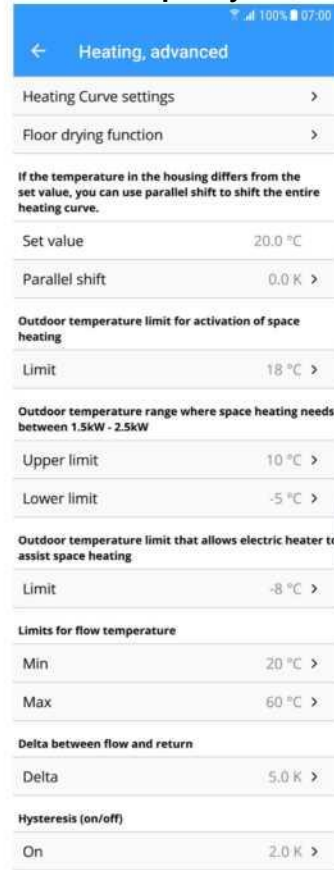 100% 07:00
Heating, advanced
Heating Curve settings
Floor drying function
If the temperature in the housing differs from the
set value, you can use parallel shift to shift the entire
heating curve.
Set value 20.0 °C
Parallel shift 0.0 K
Outdoor temperature limit for activation of space
heating
Limit 18 °C
Outdoor temperature range where space heating needs
between 1.5kW - 2.5kW
Upper limit 10 °C
Lower limit -5 °C
Outdoor temperature limit that allows electric heater to
assist space heating
Limit -8 °C
Limits for flow temperature
Min 20 °C
Max 60 °C
Delta between flow and return
Delta 5.0 K
Hysteresis (on/off)
On 2.0 K